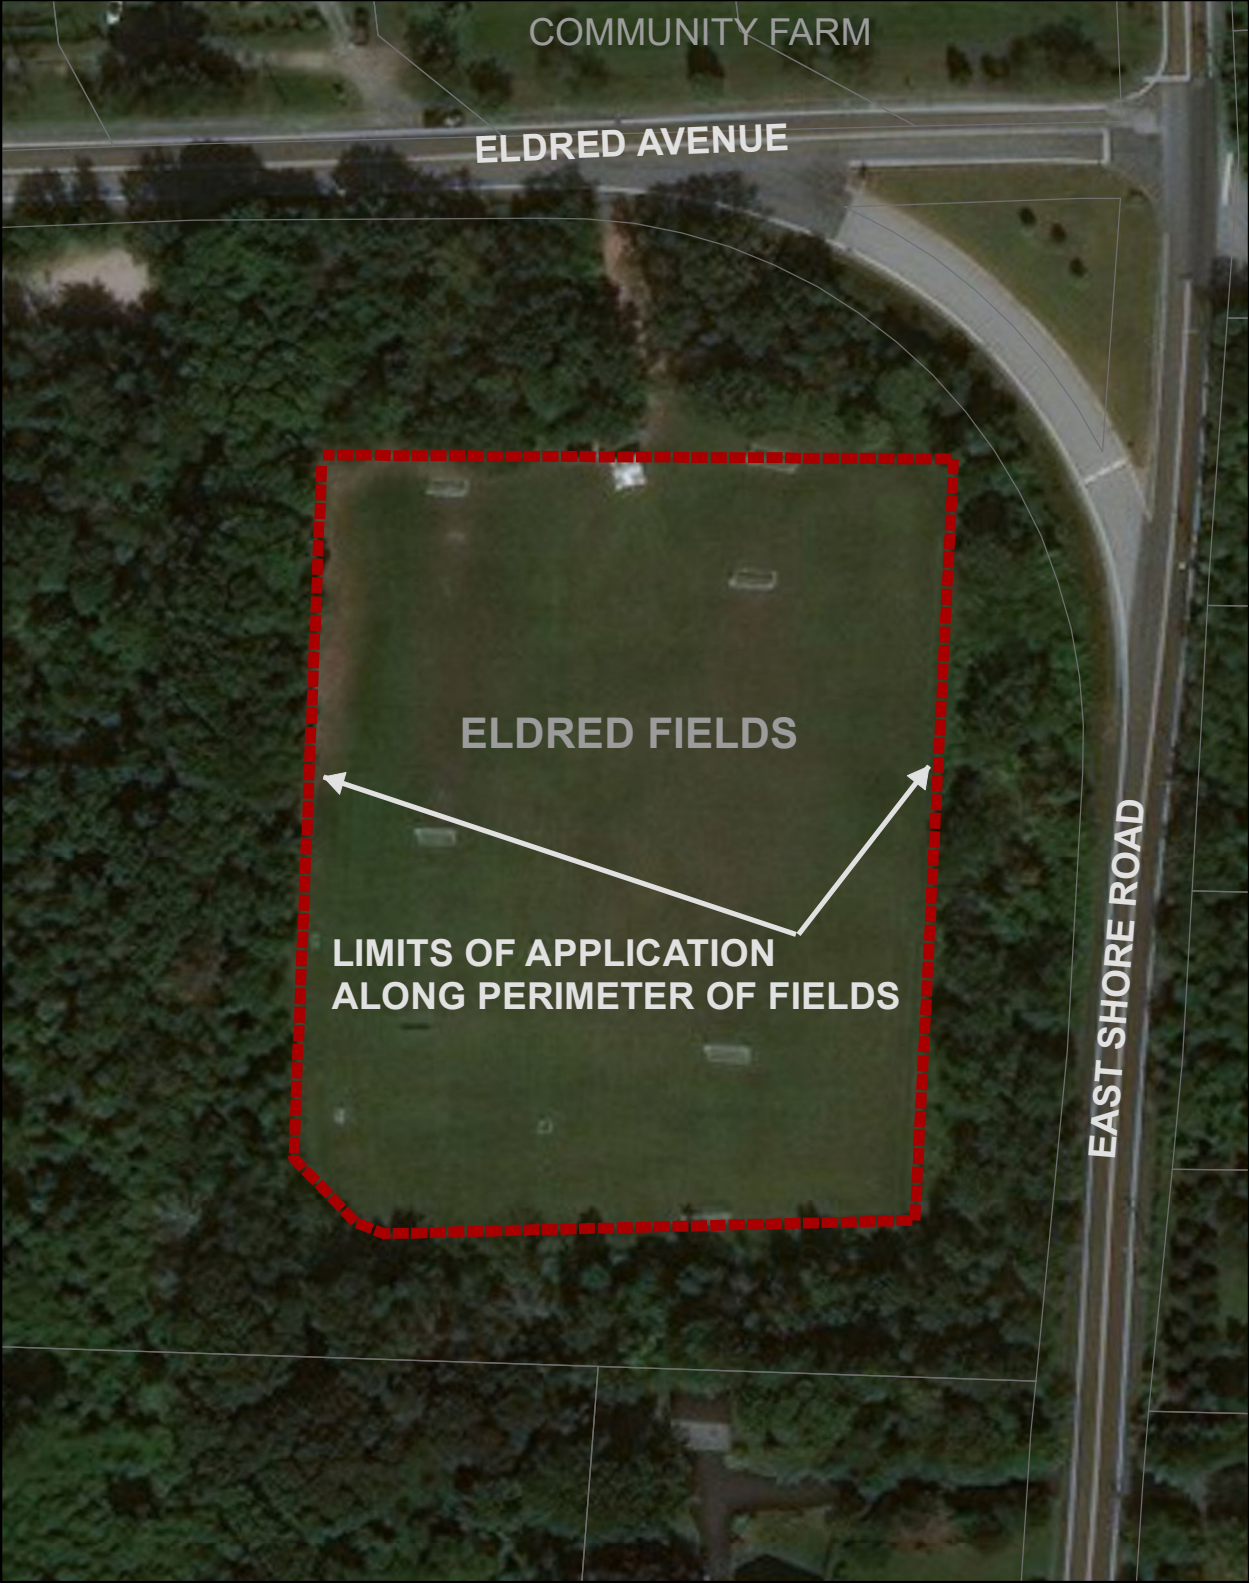 COMMUNITY FARM
ELDRED AVENUE
ELDRED FIELDS
LIMITS OF APPLICATION
ALONG PERIMETER OF FIELDS
EAST SHORE ROAD